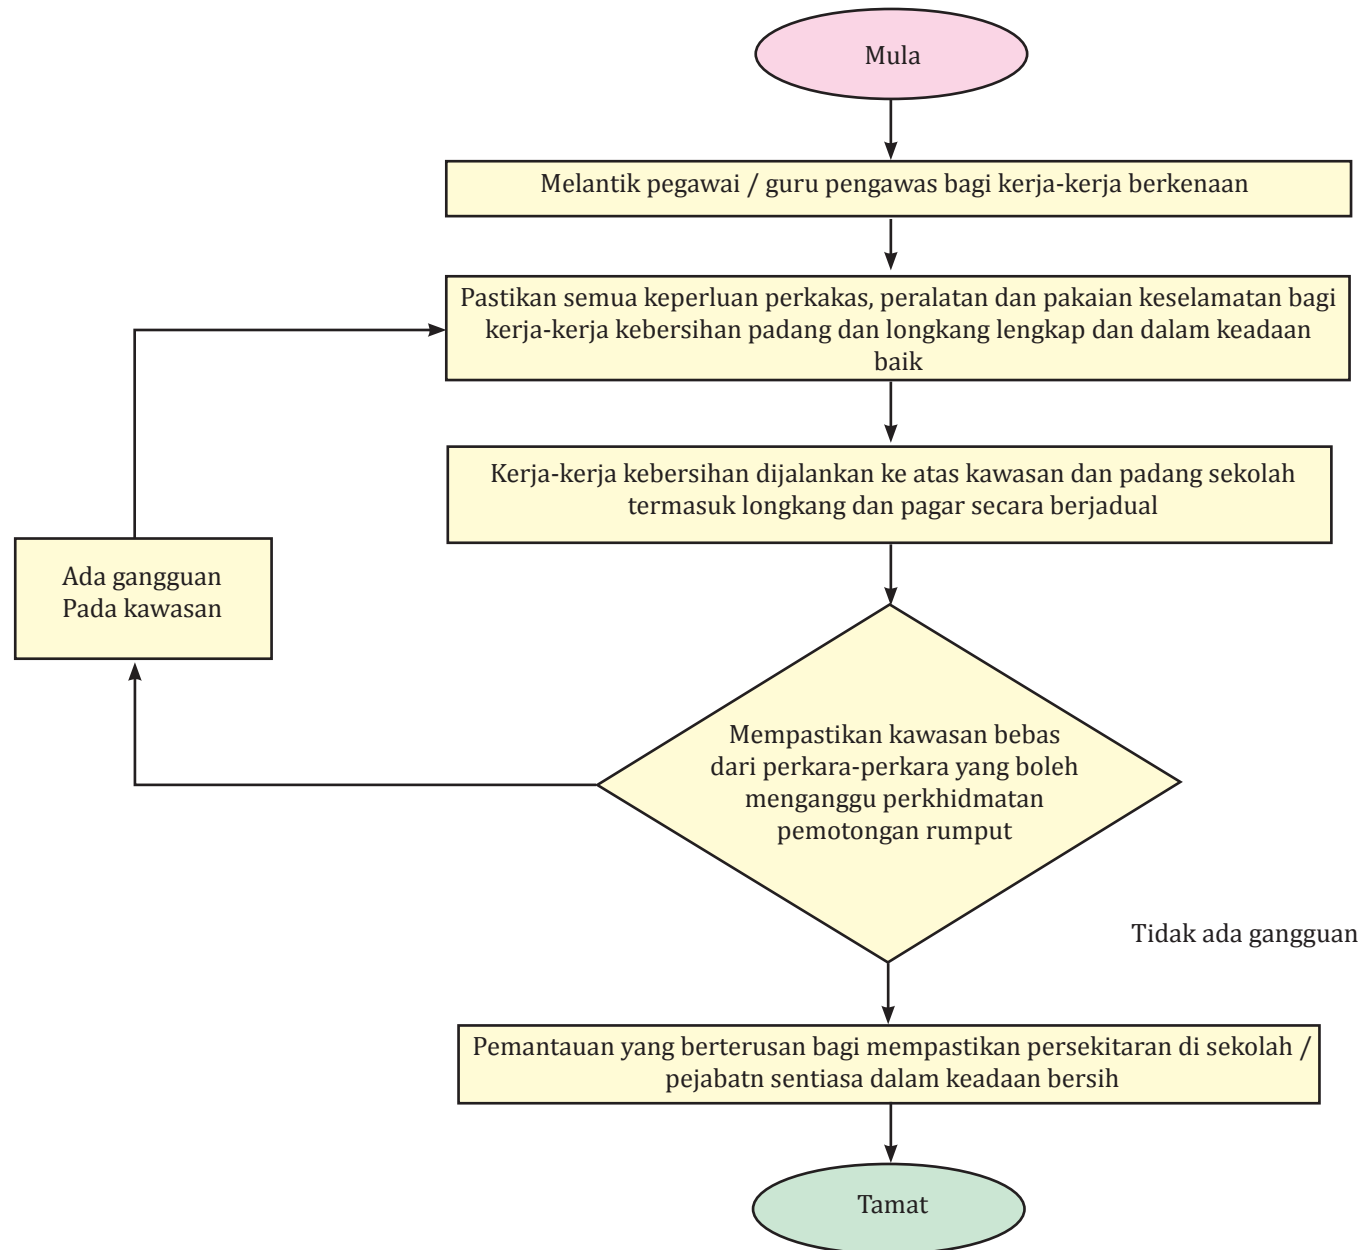 Mula
Melantik pegawai / guru pengawas bagi kerja-kerja berkenaan
Pastikan semua keperluan perkakas, peralatan dan pakaian keselamatan bagi
kerja-kerja kebersihan padang dan longkang lengkap dan dalam keadaan
baik
Kerja-kerja kebersihan dijalankan ke atas kawasan dan padang sekolah
termasuk longkang dan pagar secara berjadual
Ada gangguan
Pada kawasan
Mempastikan kawasan bebas
dari perkara-perkara yang boleh
menganggu perkhidmatan
pemotongan rumput
Tidak ada gangguan
Pemantauan yang berterusan bagi mempastikan persekitaran di sekolah /
pejabatn sentiasa dalam keadaan bersih
Tamat